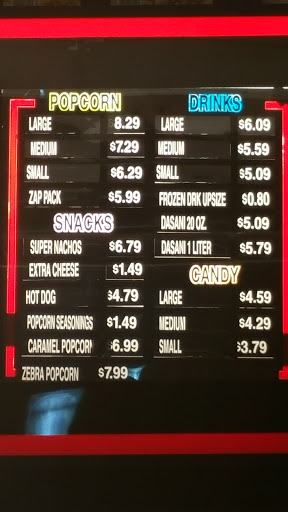 POPCORN
LARGE 8.29
MEDIUM $7.29
SMALL $6.29
ZAP PACK $5.99
SNACKS
SUPER NACHOS $6.79
EXTRA CHEESE $1.49
HOT DOG $4.79
POPCORN SEASONINGS $1.49
CARAMEL POPCORN $6.99
ZEBRA POPCORN $7.99
DRINKS
LARGE $6.09
MEDIUM $5.59
SMALL $5.09
FROZEN DRK UPSIZE $0.80
DASANI 20 OZ. $5.09
DASANI 1 LITER $5.79
CANDY
LARGE $4.59
MEDIUM $4.29
SMALL $3.79